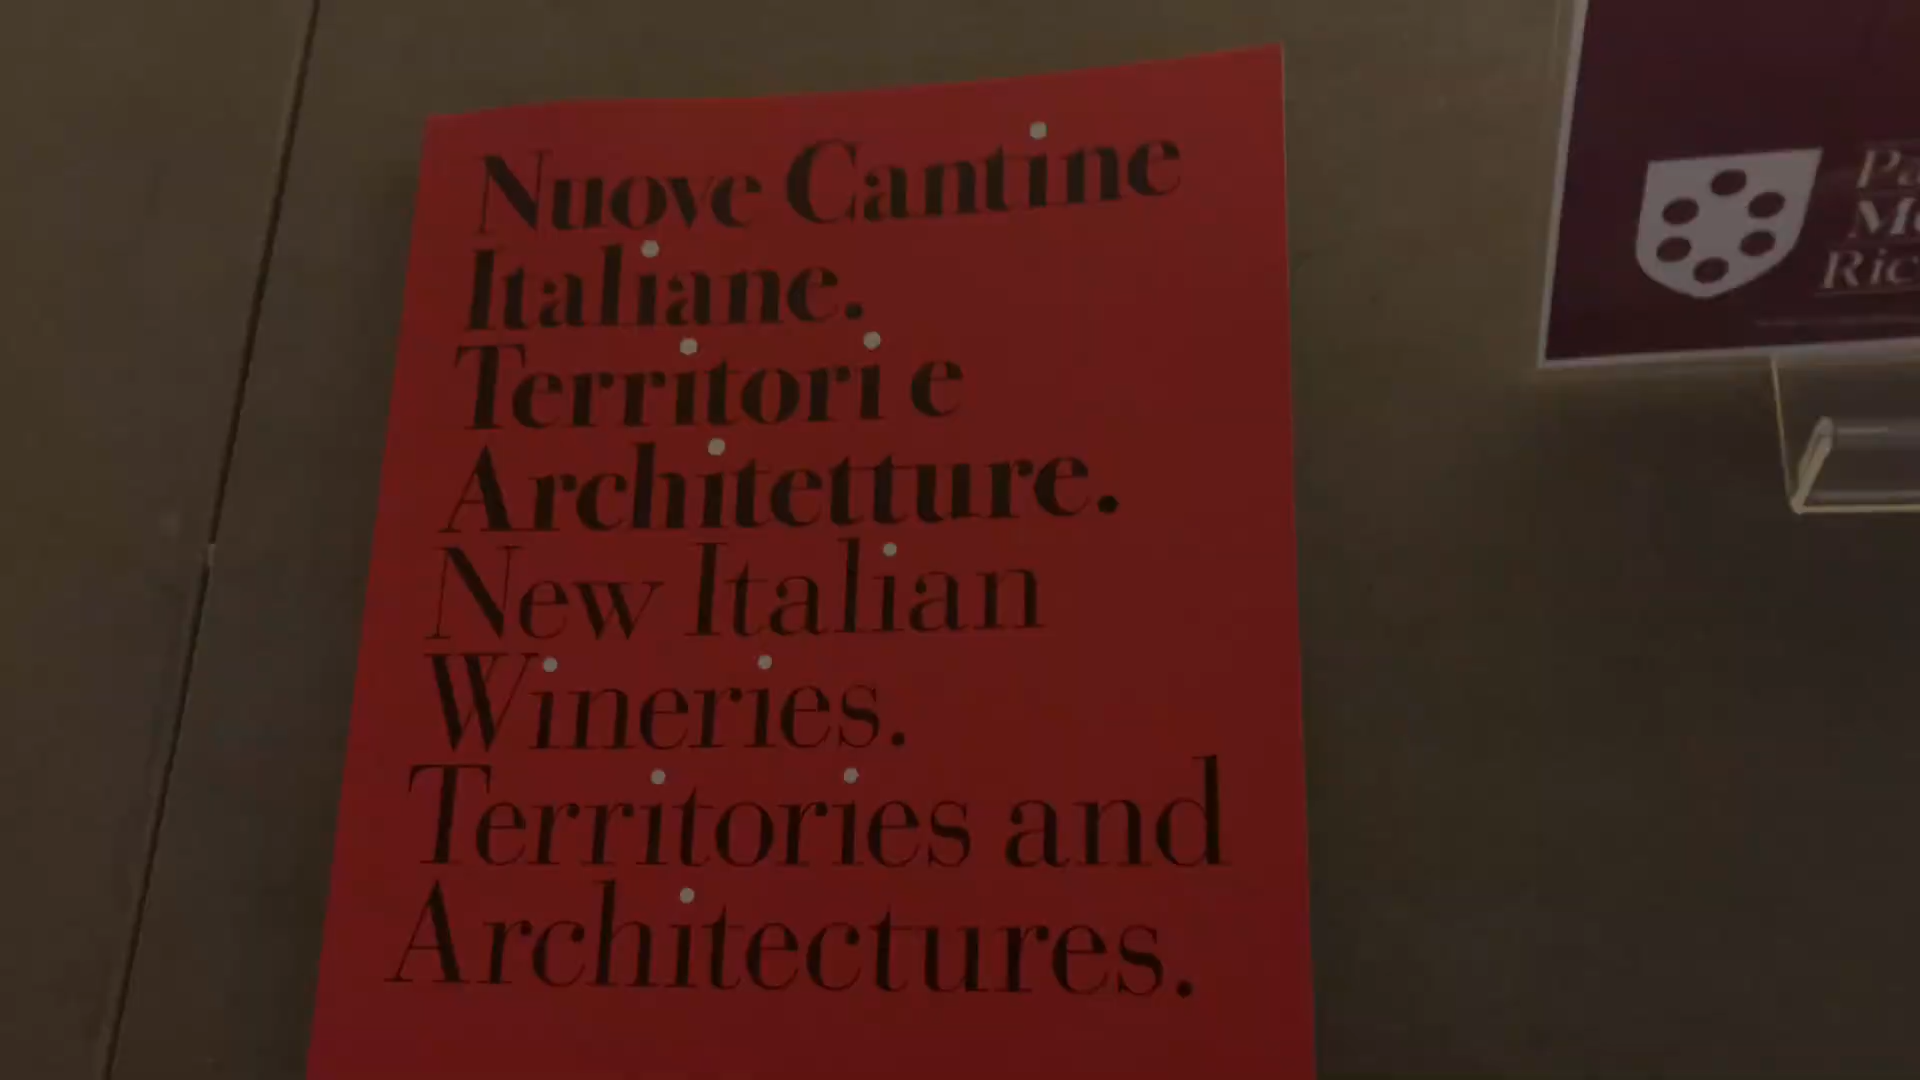 Nuove Cantine
Italiane.
Territori e
Architetture.
New Italian
Wineries.
Territories and
Architectures.